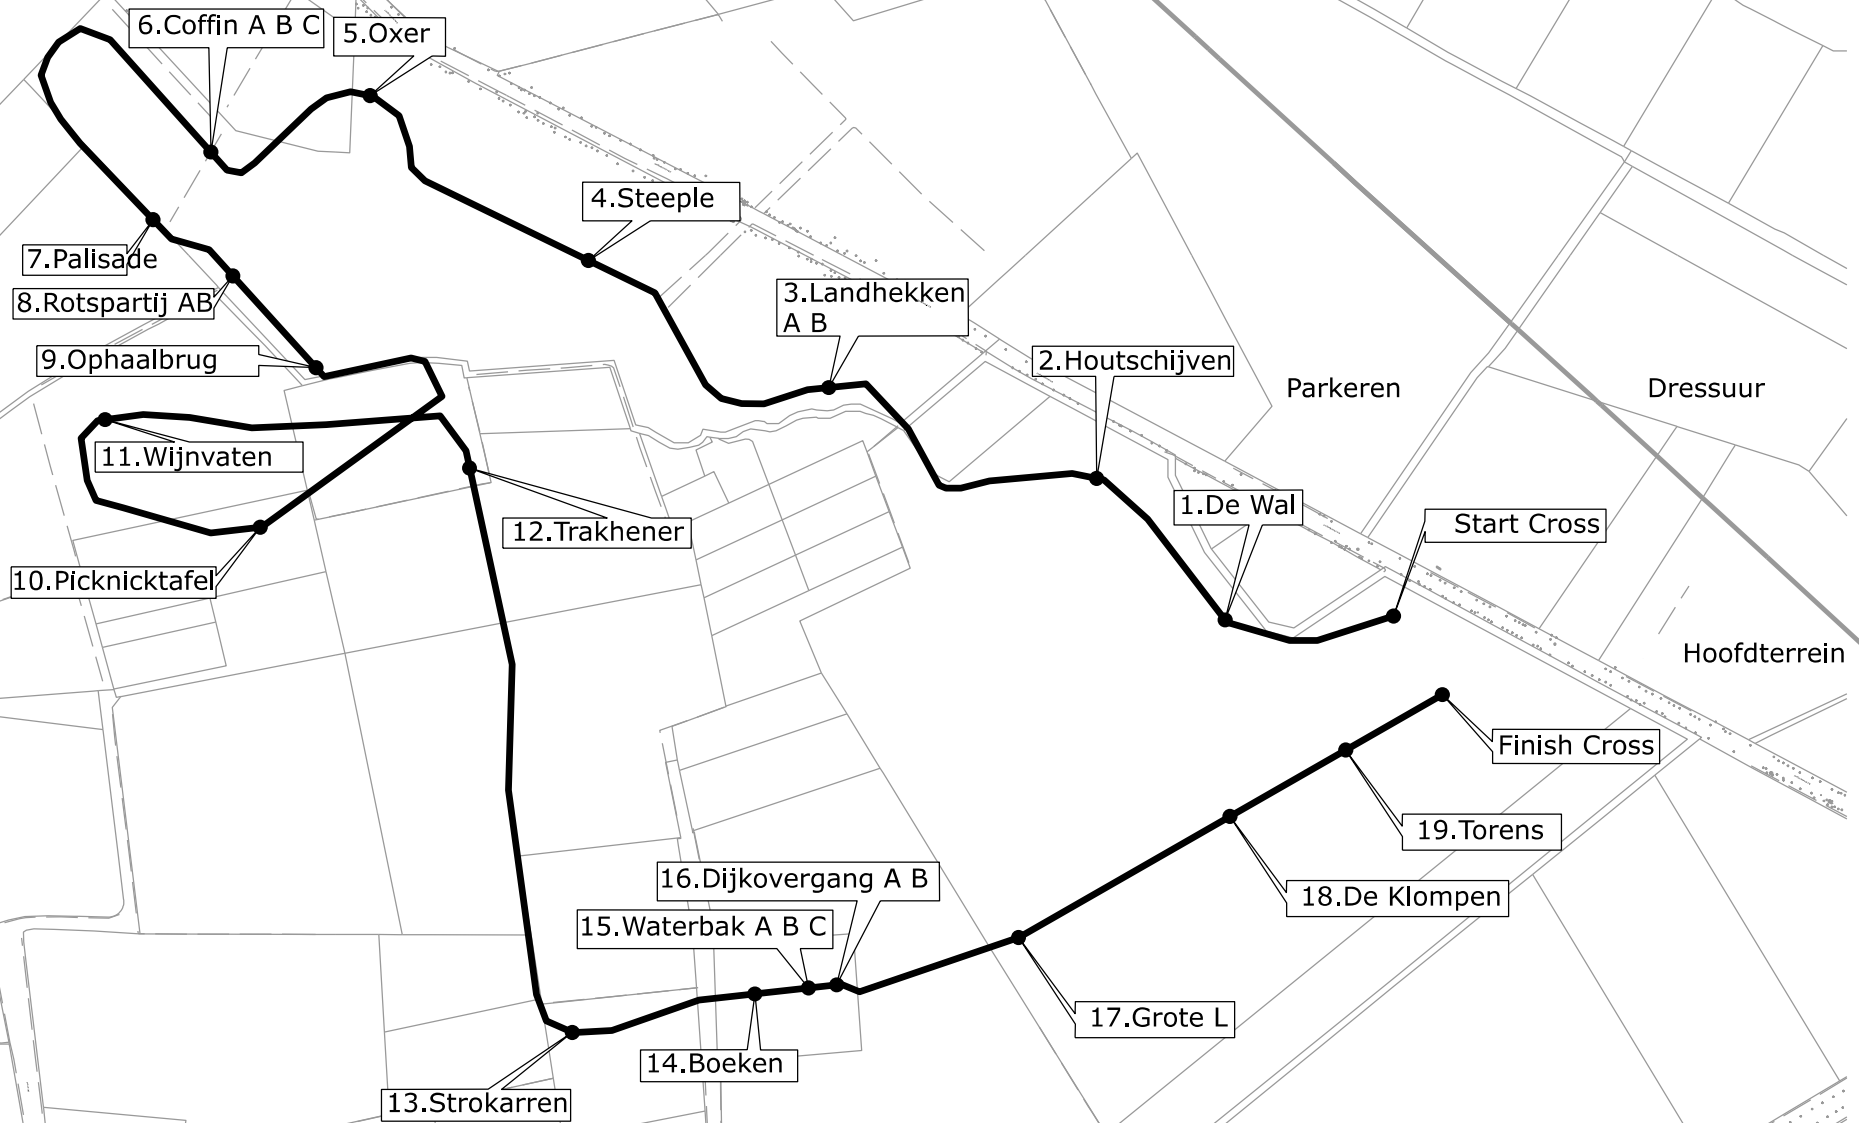 6.Coffin A B C
5.Oxer
4.Steeple
7.Palisade
8.Rotspartij AB
3.Landhekken
A B
9.Ophaalbrug
2.Houtschijven
Parkeren
Dressuur
11.Wijnvaten
1.De Wal
Start Cross
12.Trakhener
10.Picknicktafel
Hoofdterrein
Finish Cross
19.Torens
16.Dijkovergang A B
18.De Klompen
15.Waterbak A B C
17.Grote L
14.Boeken
13.Strokarren